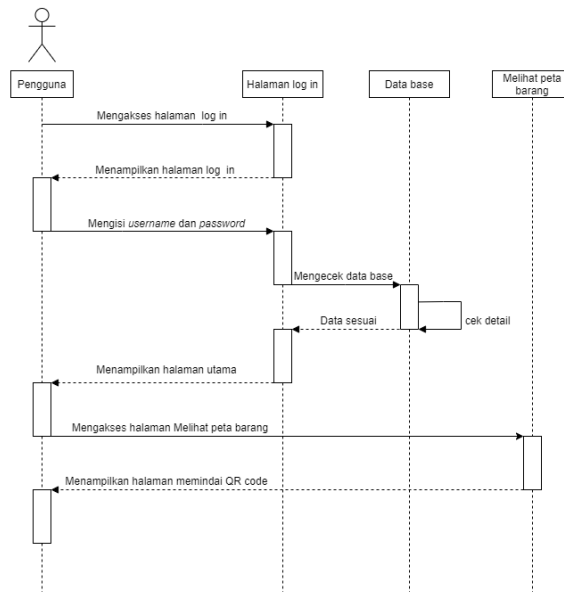 Pengguna
Halaman log in
Data base
Melihat peta
barang
Mengakses halaman log in
Menampilkan halaman log in
Mengisi username dan password
Mengecek data base
cek detail
Data sesuai
Menampilkan halaman utama
Mengakses halaman Melihat peta barang
Menampilkan halaman memindai QR code